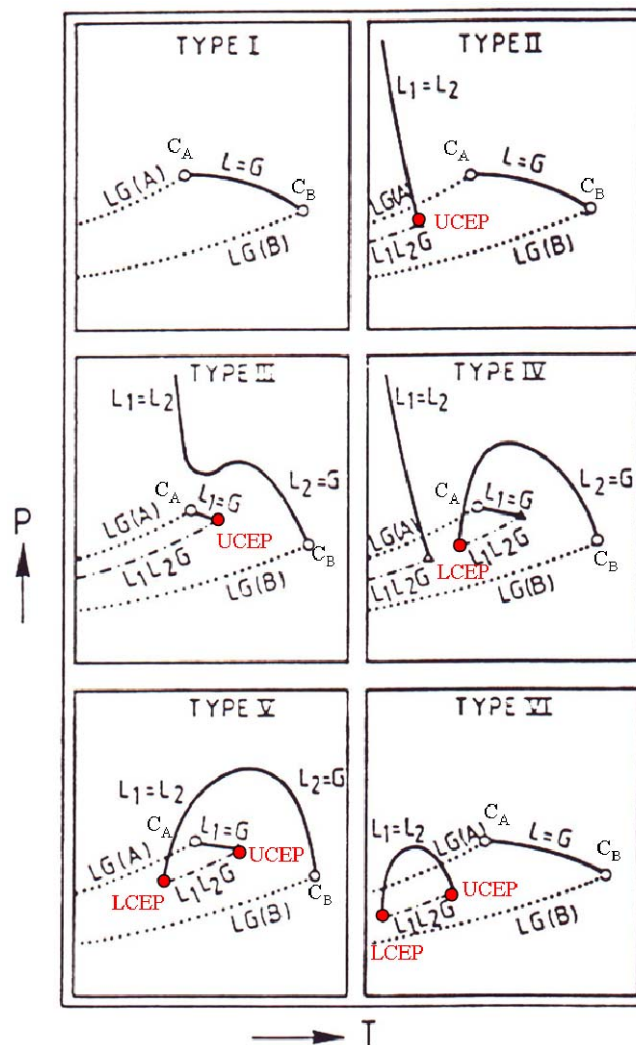 TYPE I
C_A
L=G
C_B
LG(A)
LG(B)
TYPE II
L₁=L₂
C_A
L=G
C_B
LG(A)
UCEP
L₁L₂G
LG(B)
TYPE III
L₁=L₂
L₂=G
C_A
L₁=G
LG(A)
UCEP
L₁L₂G
C_B
LG(B)
TYPE IV
L₁=L₂
L₂=G
C_A
L₁=G
LG(A)
L₁L₂G
C_B
L₁L₂G
LCEP
LG(B)
P
TYPE V
L₁=L₂
L₂=G
C_A
L₁=G
LG(A)
UCEP
L₁L₂G
LCEP
C_B
LG(B)
TYPE VI
L₁=L₂
LG(A)
C_A
L=G
C_B
UCEP
L₁L₂G
LG(B)
LCEP
T